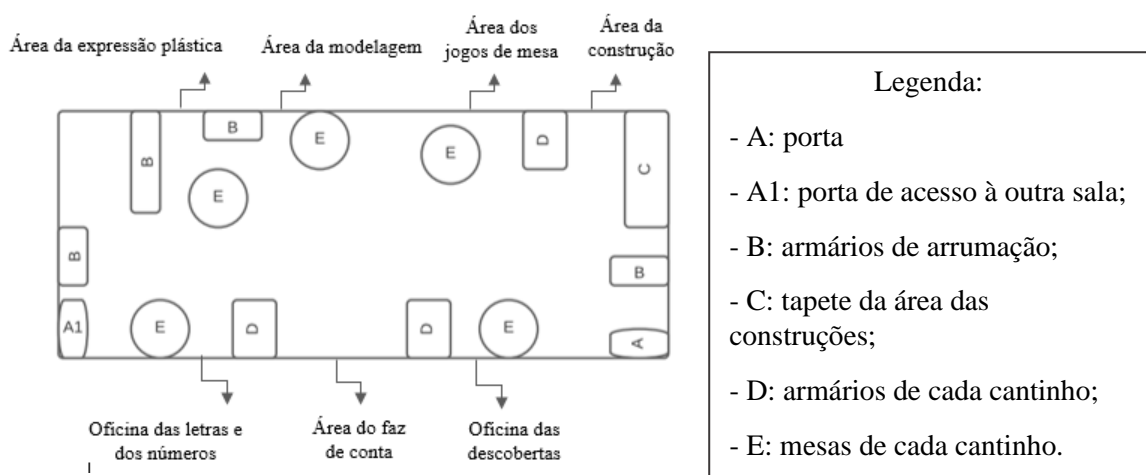 Área da expressão plástica
Área da modelagem
Área dos
jogos de mesa
Área da
construção
B
E
E
D
B
C
E
B
B
A1
E
D
D
E
A
Oficina das letras e
dos números
Área do faz
de conta
Oficina das
descobertas
Legenda:
- A: porta
- A1: porta de acesso à outra sala;
- B: armários de arrumação;
- C: tapete da área das
construções;
- D: armários de cada cantinho;
- E: mesas de cada cantinho.